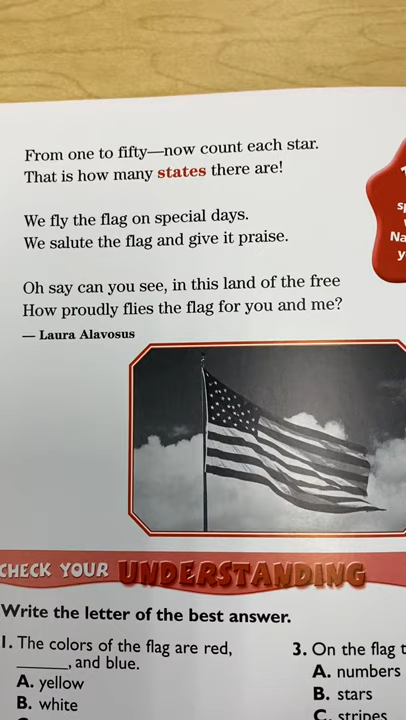 From one to fifty—now count each star.
That is how many states there are!
We fly the flag on special days.
We salute the flag and give it praise.
Oh say can you see, in this land of the free
How proudly flies the flag for you and me?
— Laura Alavosus
CHECK YOUR UNDERSTANDING
Write the letter of the best answer.
1. The colors of the flag are red,
______, and blue.
A. yellow
B. white
3. On the flag t
A. numbers
B. stars
C. stripes